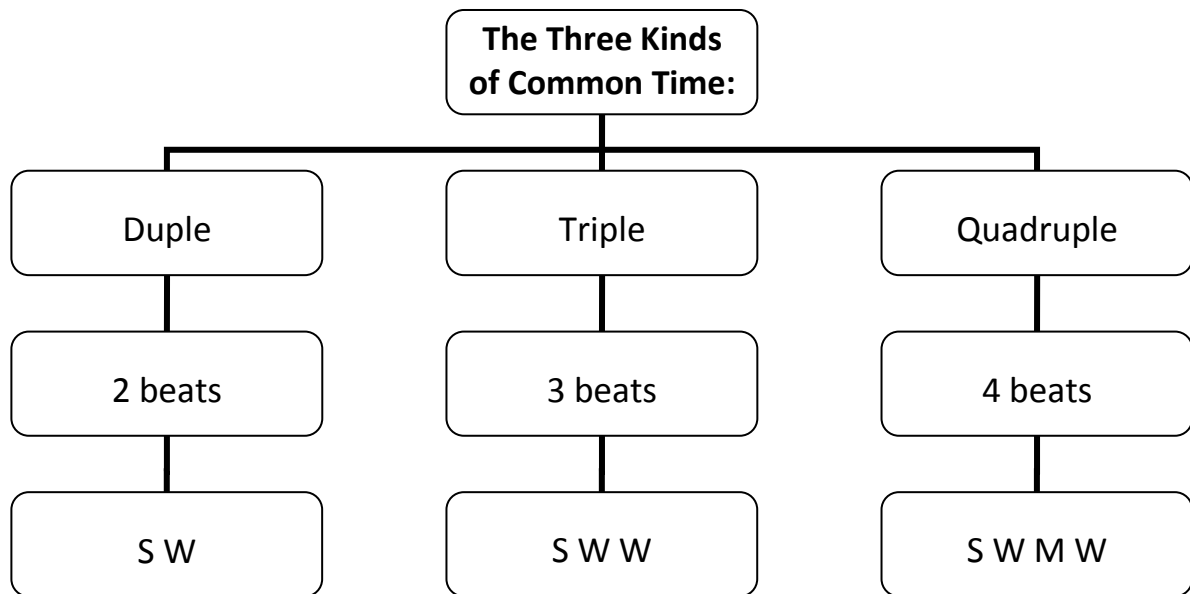 The Three Kinds
of Common Time:
Duple
Triple
Quadruple
2 beats
3 beats
4 beats
S W
S W W
S W M W